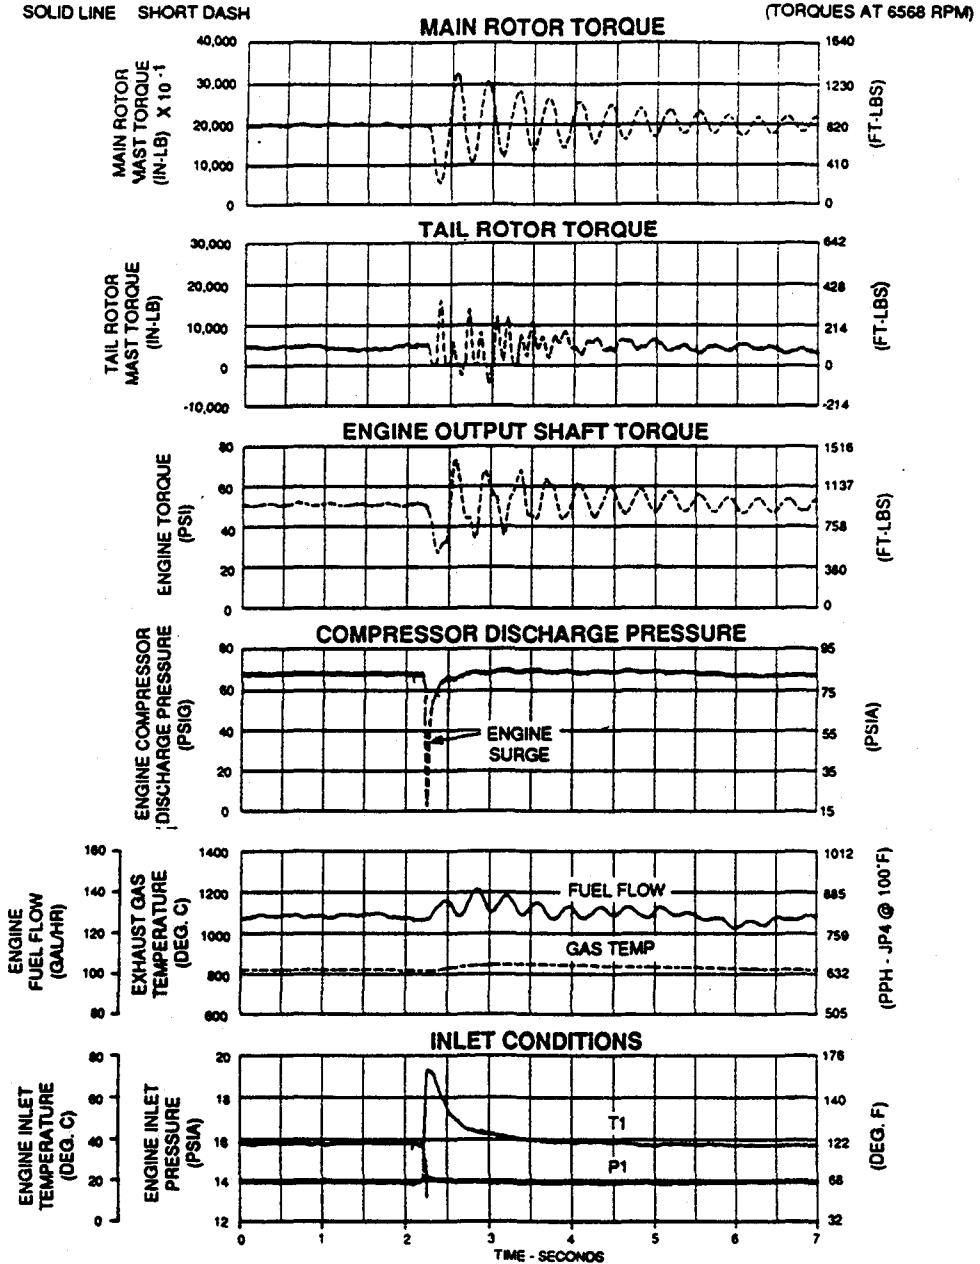 SOLID LINE SHORT DASH (TORQUES AT 6568 RPM)
MAIN ROTOR TORQUE
MAIN ROTOR
MAST TORQUE
(IN-LB) X 10 -1
40,000
30,000
20,000
10,000
0
1640
1230
820
410
0
(FT-LBS)
TAIL ROTOR TORQUE
TAIL ROTOR
MAST TORQUE
(IN-LB)
30,000
20,000
10,000
0
-10,000
642
428
214
0
-214
(FT-LBS)
ENGINE OUTPUT SHAFT TORQUE
ENGINE TORQUE
(PSI)
80
60
40
20
0
1516
1137
758
380
0
(FT-LBS)
COMPRESSOR DISCHARGE PRESSURE
ENGINE COMPRESSOR
DISCHARGE PRESSURE
(PSIG)
80
60
40
20
0
95
75
55
35
15
(PSIA)
ENGINE
SURGE
ENGINE
FUEL FLOW
(GAL/HR)
160
140
120
100
80
EXHAUST GAS
TEMPERATURE
(DEG. C)
1400
1200
1000
800
600
FUEL FLOW
GAS TEMP
1012
885
759
632
505
(PPH - JP4 @ 100°F)
INLET CONDITIONS
ENGINE INLET
TEMPERATURE
(DEG. C)
80
60
40
20
0
ENGINE INLET
PRESSURE
(PSIA)
20
18
16
14
12
T1
P1
176
140
122
68
32
(DEG. F)
0 1 2 3 4 5 6 7
TIME - SECONDS